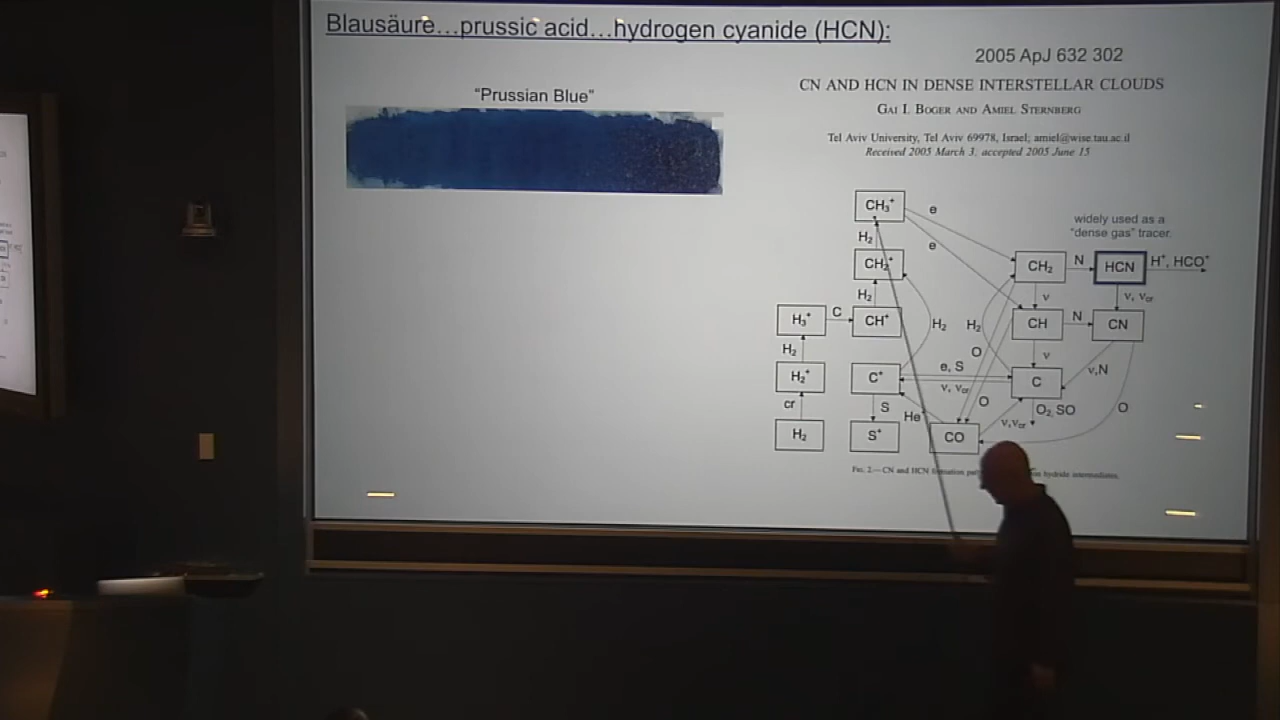 Blausäure...prussic acid...hydrogen cyanide (HCN):
2005 ApJ 632 302
"Prussian Blue"
CN AND HCN IN DENSE INTERSTELLAR CLOUDS
GAI I. BOGER AND AMIEL STERNBERG
Tel Aviv University, Tel Aviv 69978, Israel; amiel@wise.tau.ac.il
Received 2005 March 3; accepted 2005 June 15
widely used as a
"dense gas" tracer.
CH₃⁺
e
e
H₂
CH₂⁺
CH₂
N
HCN
H⁺, HCO⁺
H₂
ν
ν, νcr
H₃⁺
C
CH⁺
H₂
H₂
CH
N
CN
H₂
O
ν
H₂⁺
C⁺
e, S
ν, νcr
C
ν,N
cr
S
He
O
O₂, SO
O
H₂
S⁺
CO
ν,νcr
FIG. 2.—CN and HCN hydride intermediates.